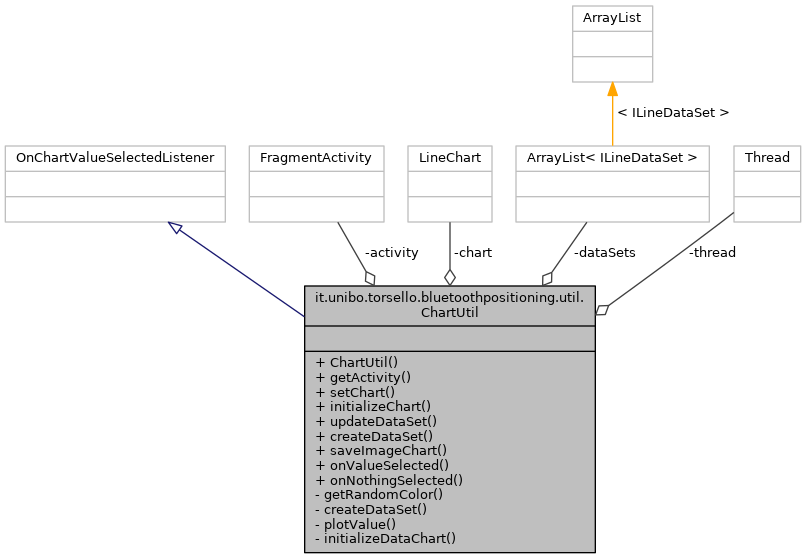 ArrayList
< ILineDataSet >
OnChartValueSelectedListener
FragmentActivity
LineChart
ArrayList< ILineDataSet >
Thread
-activity
-chart
-dataSets
-thread
it.unibo.torsello.bluetoothpositioning.util.
ChartUtil
+ ChartUtil()
+ getActivity()
+ setChart()
+ initializeChart()
+ updateDataSet()
+ createDataSet()
+ saveImageChart()
+ onValueSelected()
+ onNothingSelected()
- getRandomColor()
- createDataSet()
- plotValue()
- initializeDataChart()